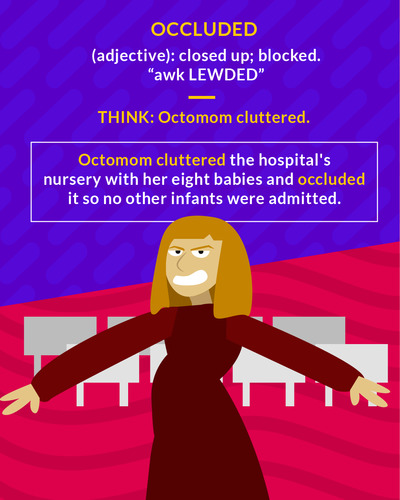 OCCLUDED
(adjective): closed up; blocked.
“awk LEWDED”
THINK: Octomom cluttered.
Octomom cluttered the hospital's
nursery with her eight babies and occluded
it so no other infants were admitted.